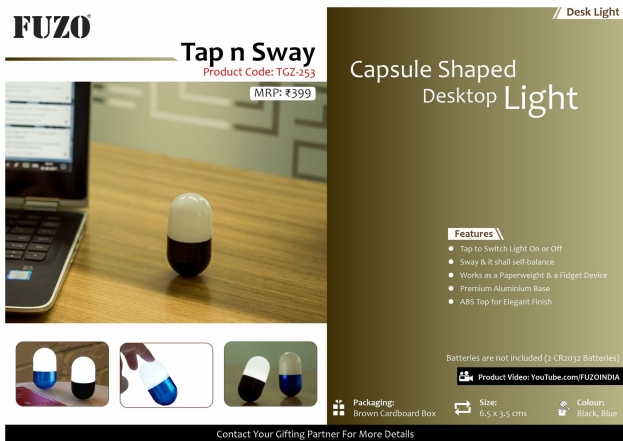 FUZO®
Desk Light
Tap n Sway
Product Code: TGZ-253
MRP: ₹399
Capsule Shaped
Desktop Light
Features
Tap to Switch Light On or Off
Sway & it shall self-balance
Works as a Paperweight & a Fidget Device
Premium Aluminium Base
ABS Top for Elegant Finish
Batteries are not included (2 CR2032 Batteries)
Product Video: YouTube.com/FUZOINDIA
Packaging:
Brown Cardboard Box
Size:
6.5 x 3.5 cms
Colour:
Black, Blue
Contact Your Gifting Partner For More Details